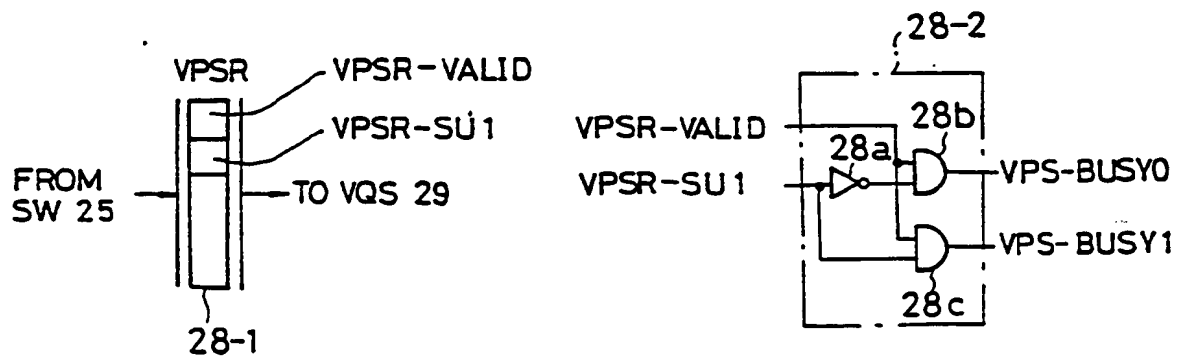 VPSR
VPSR-VALID
VPSR-SU1
FROM
SW 25
TO VQS 29
28-1
28-2
VPSR-VALID
VPSR-SU1
28a
28b
28c
VPS-BUSY0
VPS-BUSY1